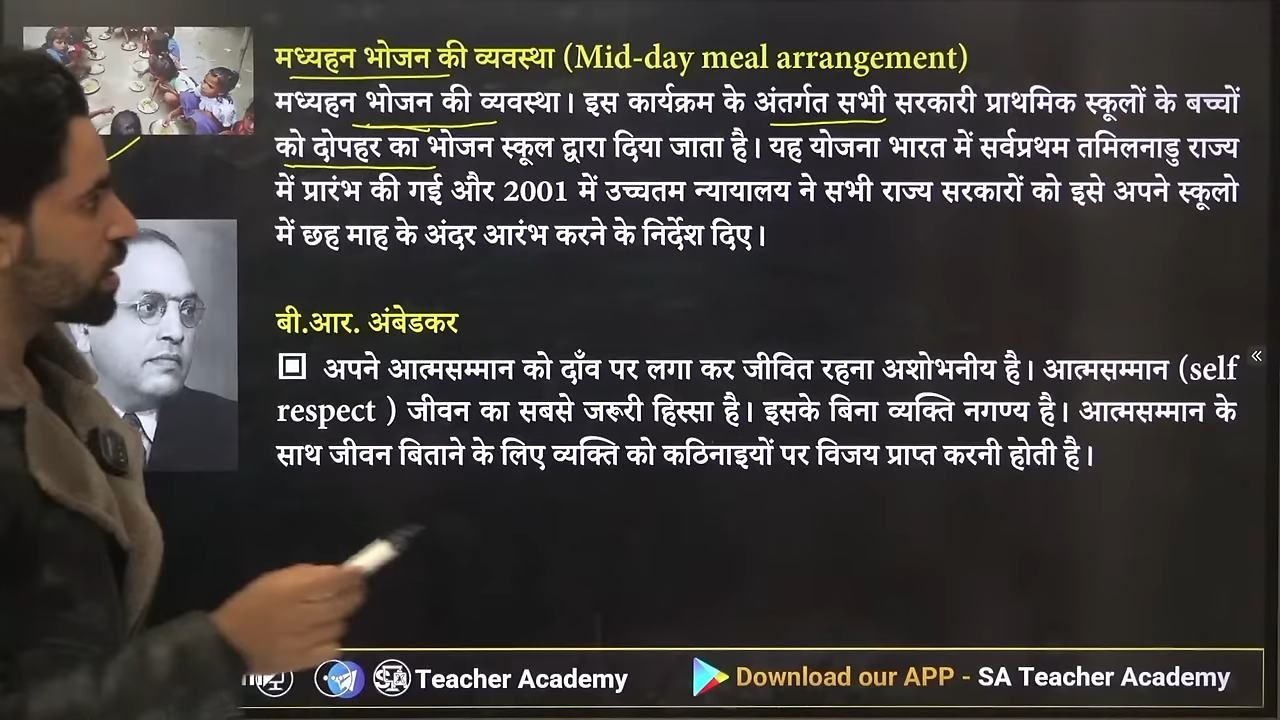 मध्यहन भोजन की व्यवस्था (Mid-day meal arrangement)
मध्यहन भोजन की व्यवस्था। इस कार्यक्रम के अंतर्गत सभी सरकारी प्राथमिक स्कूलों के बच्चों
को दोपहर का भोजन स्कूल द्वारा दिया जाता है। यह योजना भारत में सर्वप्रथम तमिलनाडु राज्य
में प्रारंभ की गई और 2001 में उच्चतम न्यायालय ने सभी राज्य सरकारों को इसे अपने स्कूलो
में छह माह के अंदर आरंभ करने के निर्देश दिए।
बी.आर. अंबेडकर
अपने आत्मसम्मान को दाँव पर लगा कर जीवित रहना अशोभनीय है। आत्मसम्मान (self
respect ) जीवन का सबसे जरूरी हिस्सा है। इसके बिना व्यक्ति नगण्य है। आत्मसम्मान के
साथ जीवन बिताने के लिए व्यक्ति को कठिनाइयों पर विजय प्राप्त करनी होती है।
Teacher Academy
Download our APP - SA Teacher Academy